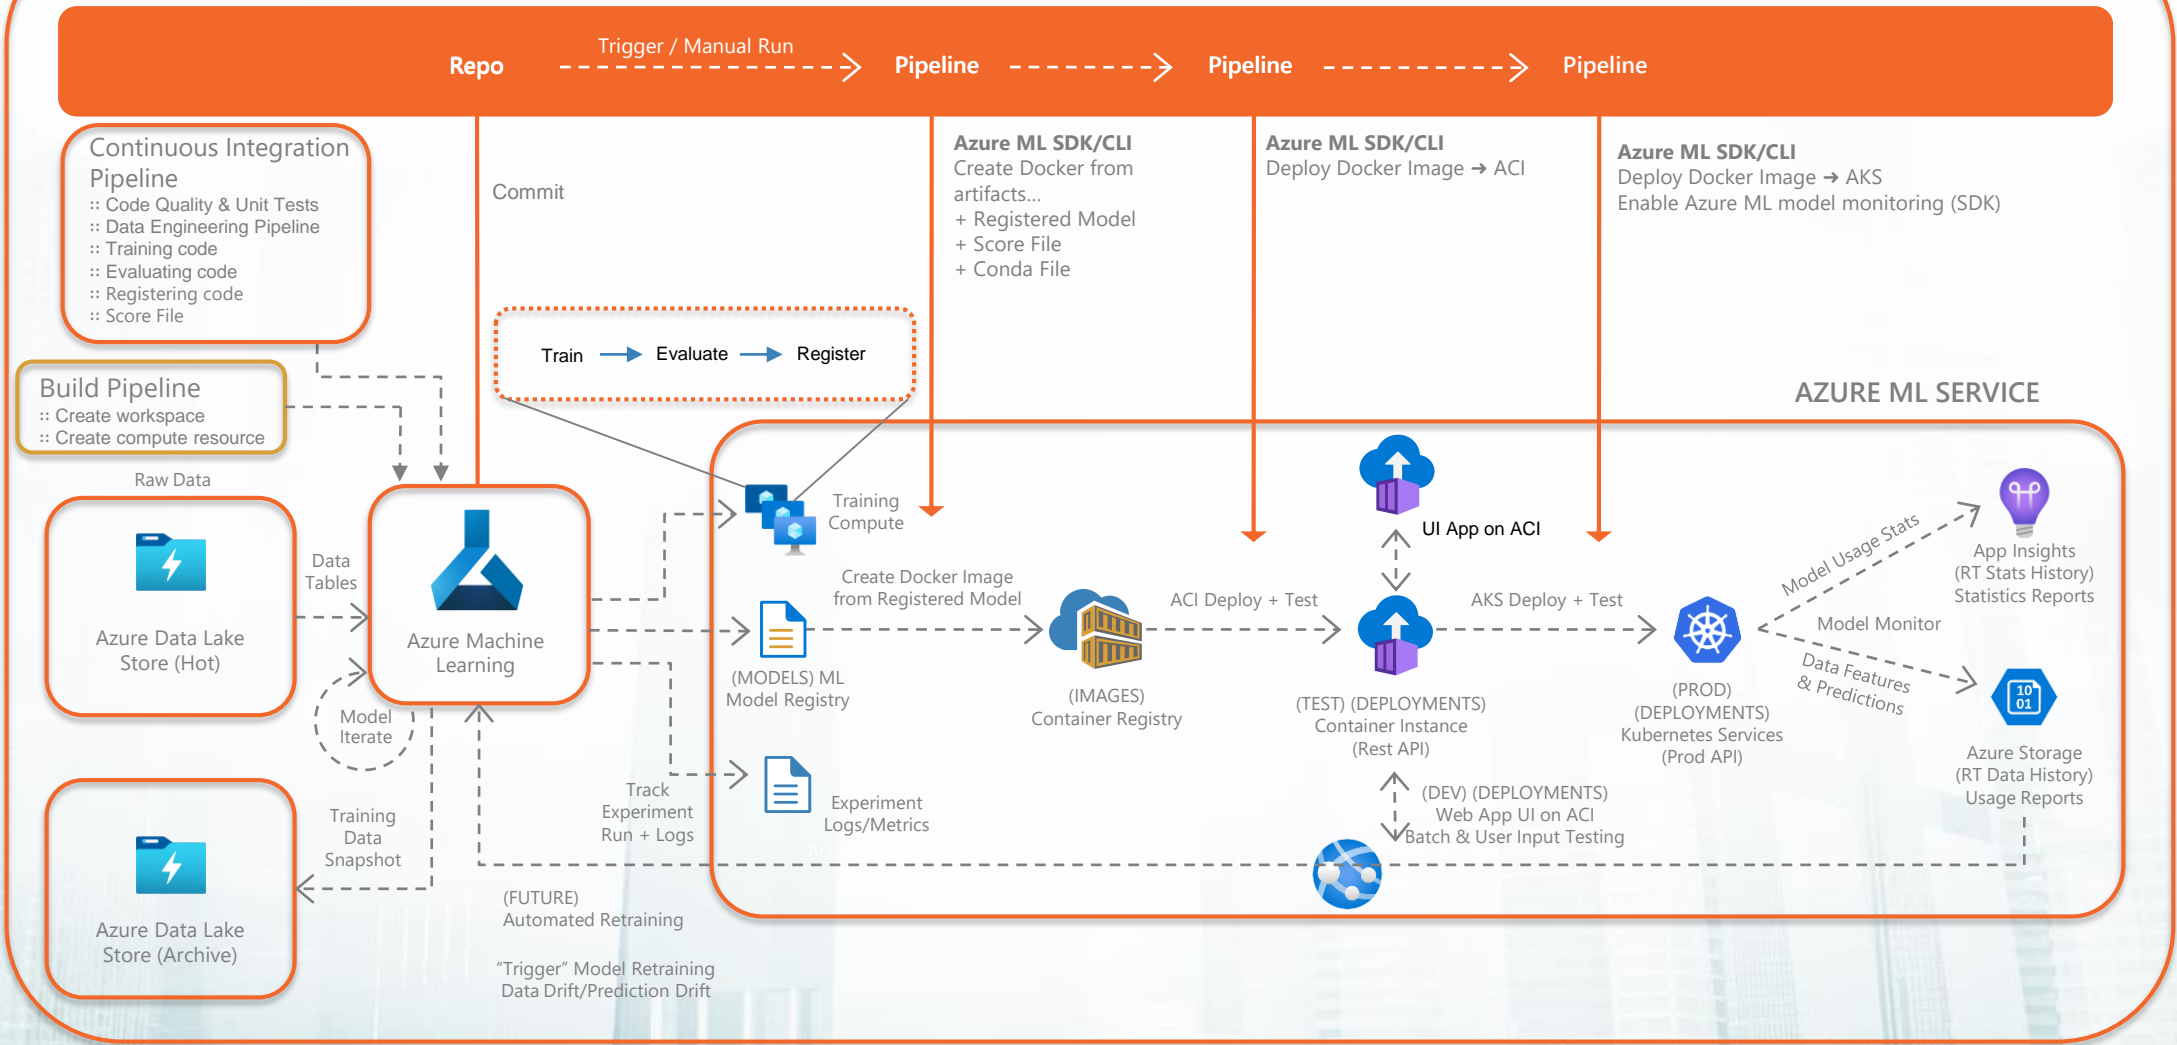 Repo
Trigger / Manual Run
Pipeline
Pipeline
Pipeline
Continuous Integration
Pipeline
:: Code Quality & Unit Tests
:: Data Engineering Pipeline
:: Training code
:: Evaluating code
:: Registering code
:: Score File
Commit
Azure ML SDK/CLI
Create Docker from
artifacts...
+ Registered Model
+ Score File
+ Conda File
Azure ML SDK/CLI
Deploy Docker Image ➔ ACI
Azure ML SDK/CLI
Deploy Docker Image ➔ AKS
Enable Azure ML model monitoring (SDK)
Train
Evaluate
Register
Build Pipeline
:: Create workspace
:: Create compute resource
AZURE ML SERVICE
Raw Data
Azure Data Lake
Store (Hot)
Data
Tables
Azure Machine
Learning
Model
Iterate
Training
Data
Snapshot
Azure Data Lake
Store (Archive)
Training
Compute
Create Docker Image
from Registered Model
(MODELS) ML
Model Registry
Track
Experiment
Run + Logs
Experiment
Logs/Metrics
(IMAGES)
Container Registry
ACI Deploy + Test
UI App on ACI
(TEST) (DEPLOYMENTS)
Container Instance
(Rest API)
(DEV) (DEPLOYMENTS)
Web App UI on ACI
Batch & User Input Testing
AKS Deploy + Test
(PROD)
(DEPLOYMENTS)
Kubernetes Services
(Prod API)
Model Usage Stats
Model Monitor
Data Features
& Predictions
App Insights
(RT Stats History)
Statistics Reports
10
01
Azure Storage
(RT Data History)
Usage Reports
(FUTURE)
Automated Retraining
“Trigger” Model Retraining
Data Drift/Prediction Drift